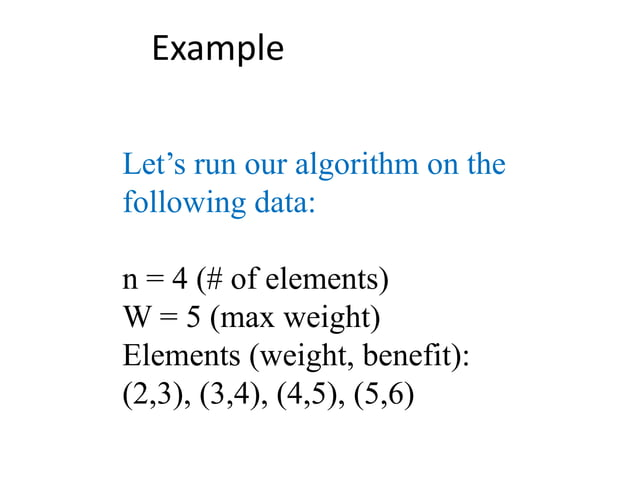 Example
Let’s run our algorithm on the
following data:
n = 4 (# of elements)
W = 5 (max weight)
Elements (weight, benefit):
(2,3), (3,4), (4,5), (5,6)